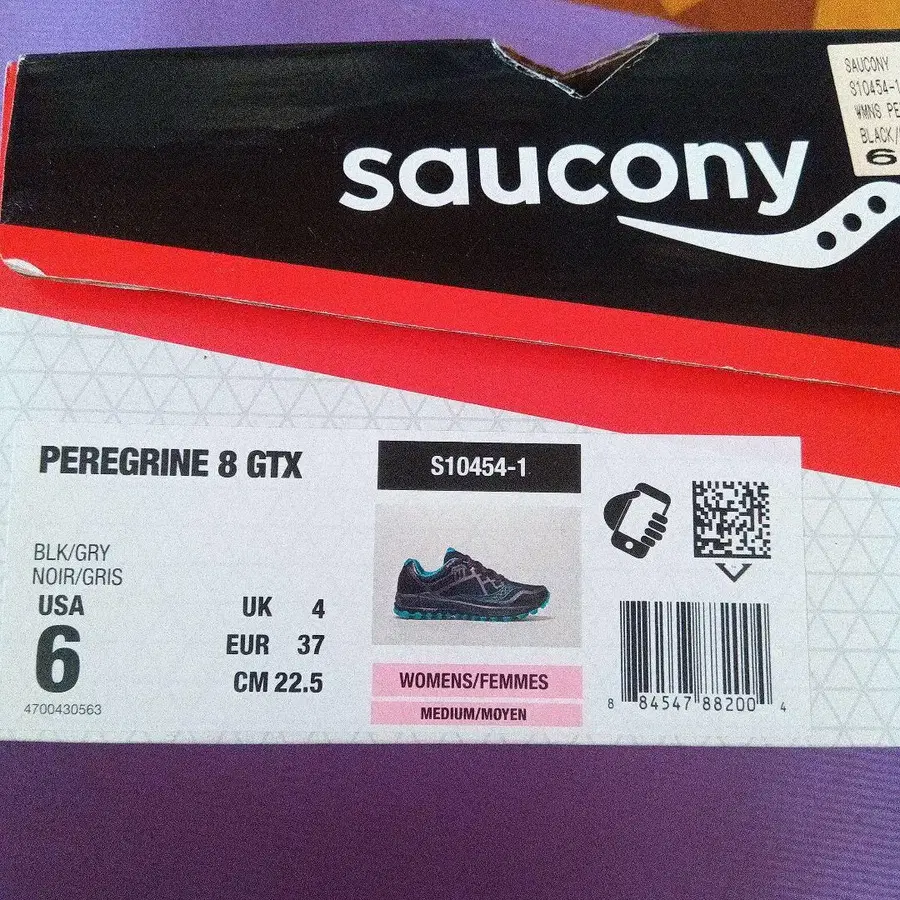 saucony
SAUCONY
S10454-1
WMNS PE
BLACK/
6
PEREGRINE 8 GTX
S10454-1
BLK/GRY
NOIR/GRIS
USA
6
UK 4
EUR 37
CM 22.5
4700430563
WOMENS/FEMMES
MEDIUM/MOYEN
8 84547 88200 4